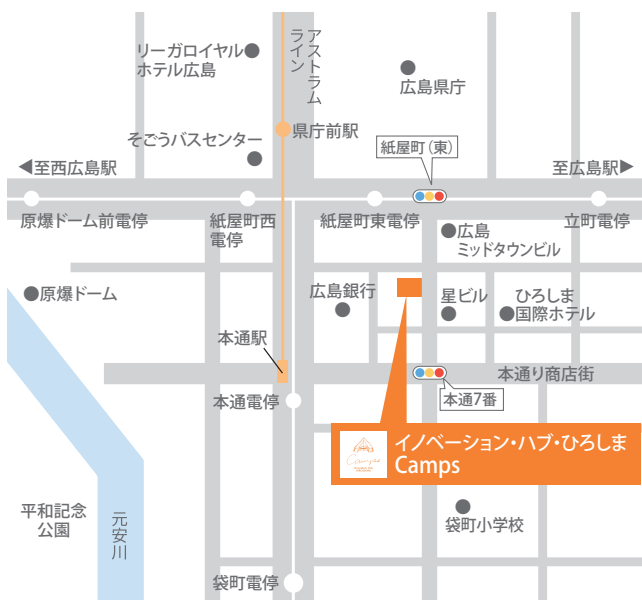 リーガロイヤル
ホテル広島
アストラム
ライン
広島県庁
県庁前駅
そごうバスセンター
紙屋町(東)
◀至西広島駅
至広島駅▶
原爆ドーム前電停
紙屋町西
電停
紙屋町東電停
立町電停
広島
ミッドタウンビル
原爆ドーム
広島銀行
星ビル
ひろしま
国際ホテル
本通駅
本通り商店街
本通電停
本通7番
イノベーション・ハブ・ひろしま
Camps
平和記念
公園
元安川
袋町小学校
袋町電停